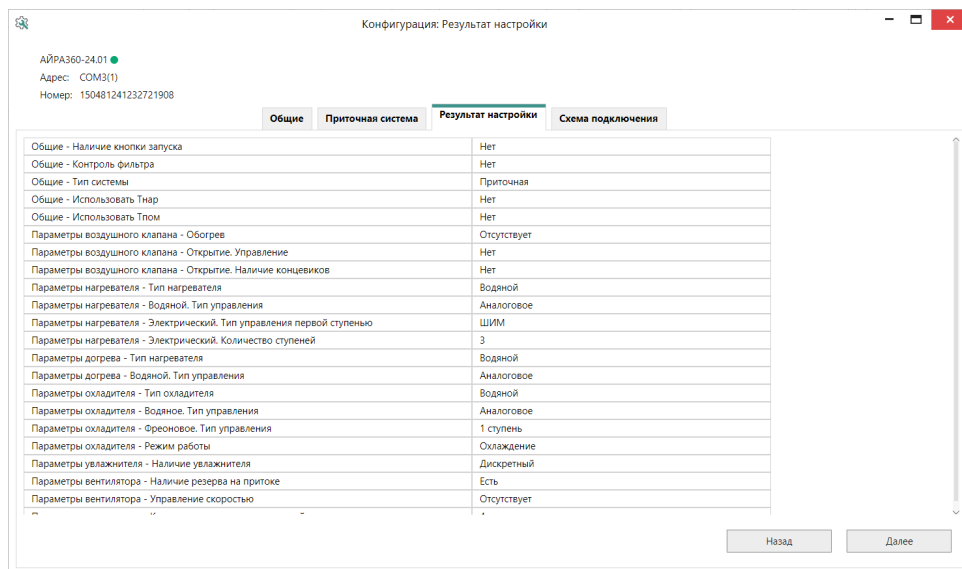 Конфигурация: Результат настройки
АЙРА360-24.01
Адрес: COM3(1)
Номер: 150481241232721908
Общие Приточная система Результат настройки Схема подключения
Общие - Наличие кнопки запуска Нет
Общие - Контроль фильтра Нет
Общие - Тип системы Приточная
Общие - Использовать Тнар Нет
Общие - Использовать Тпом Нет
Параметры воздушного клапана - Обогрев Отсутствует
Параметры воздушного клапана - Открытие. Управление Нет
Параметры воздушного клапана - Открытие. Наличие концевиков Нет
Параметры нагревателя - Тип нагревателя Водяной
Параметры нагревателя - Водяной. Тип управления Аналоговое
Параметры нагревателя - Электрический. Тип управления первой ступенью ШИМ
Параметры нагревателя - Электрический. Количество ступеней 3
Параметры догрева - Тип нагревателя Водяной
Параметры догрева - Водяной. Тип управления Аналоговое
Параметры охладителя - Тип охладителя Водяной
Параметры охладителя - Водяное. Тип управления Аналоговое
Параметры охладителя - Фреоновое. Тип управления 1 ступень
Параметры охладителя - Режим работы Охлаждение
Параметры увлажнителя - Наличие увлажнителя Дискретный
Параметры вентилятора - Наличие резерва на притоке Есть
Параметры вентилятора - Управление скоростью Отсутствует
Назад Далее